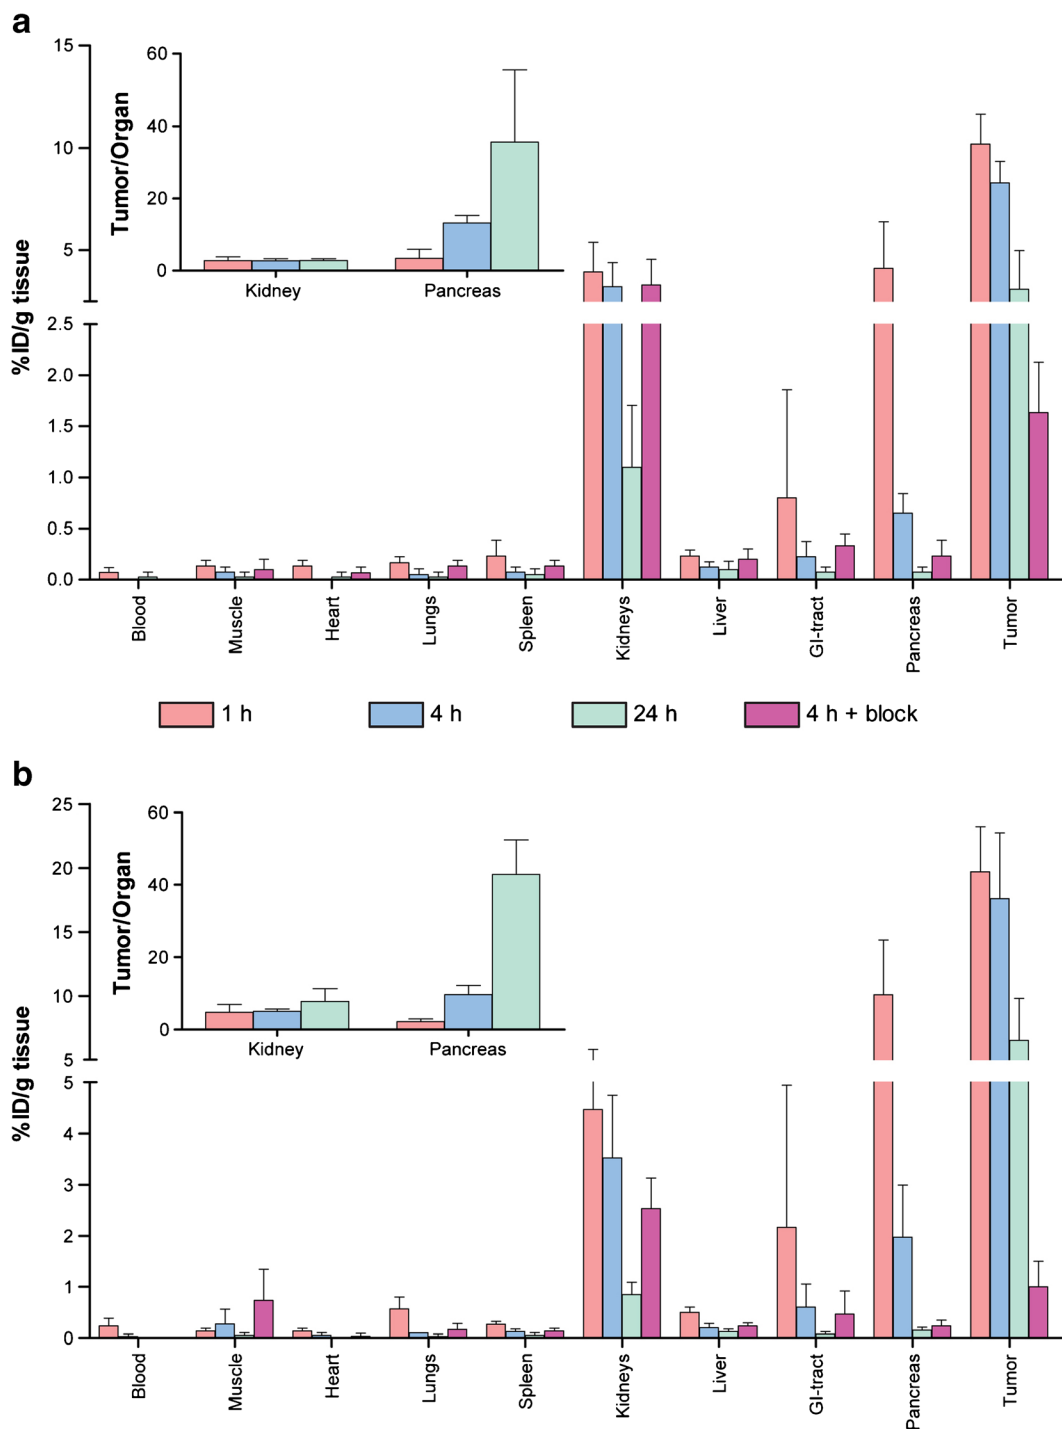 a
15
10
5
2.5
2.0
1.5
1.0
0.5
0.0
%ID/g tissue
60
40
20
0
Tumor/Organ
Kidney
Pancreas
Blood
Muscle
Heart
Lungs
Spleen
Kidneys
Liver
GI-tract
Pancreas
Tumor
1 h
4 h
24 h
4 h + block
b
25
20
15
10
5
5
4
3
2
1
0
%ID/g tissue
60
40
20
0
Tumor/Organ
Kidney
Pancreas
Blood
Muscle
Heart
Lungs
Spleen
Kidneys
Liver
GI-tract
Pancreas
Tumor